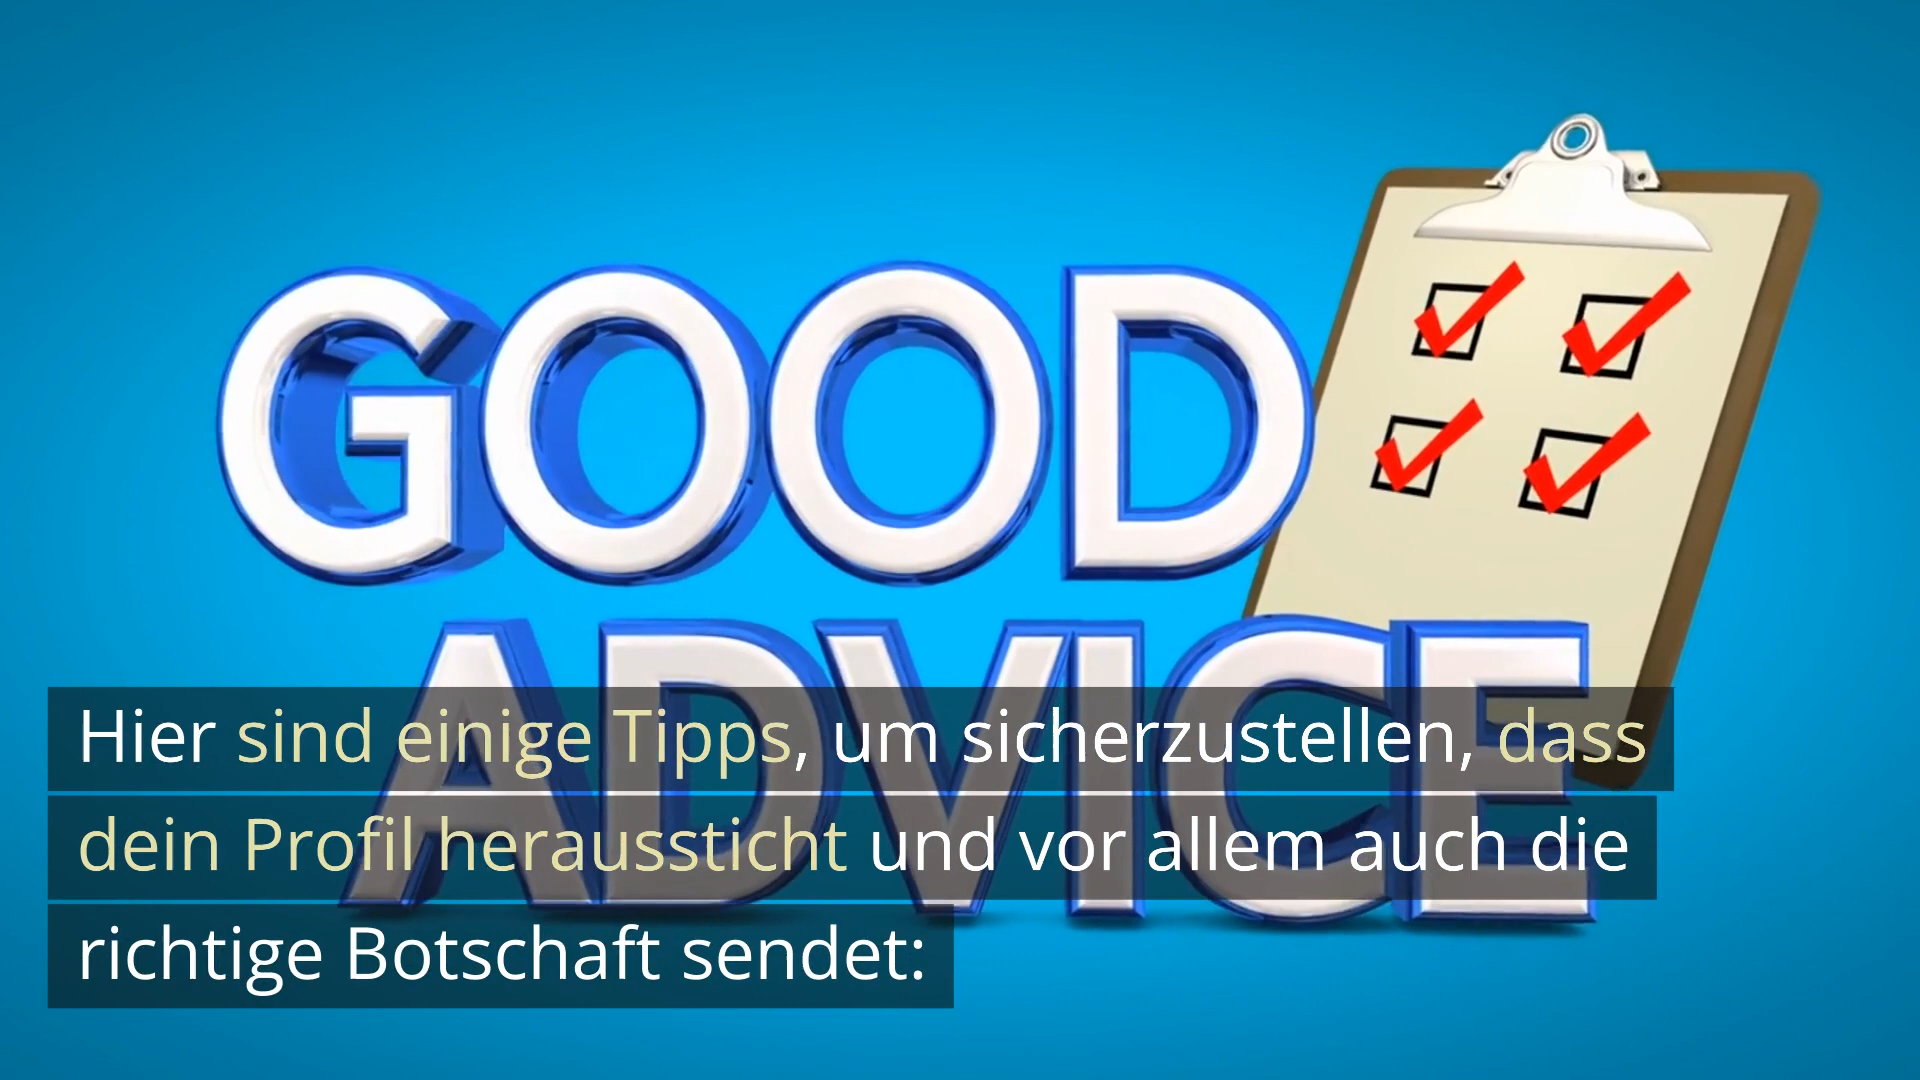 GOOD
ADVICE
Hier sind einige Tipps, um sicherzustellen, dass
dein Profil heraussticht und vor allem auch die
richtige Botschaft sendet: